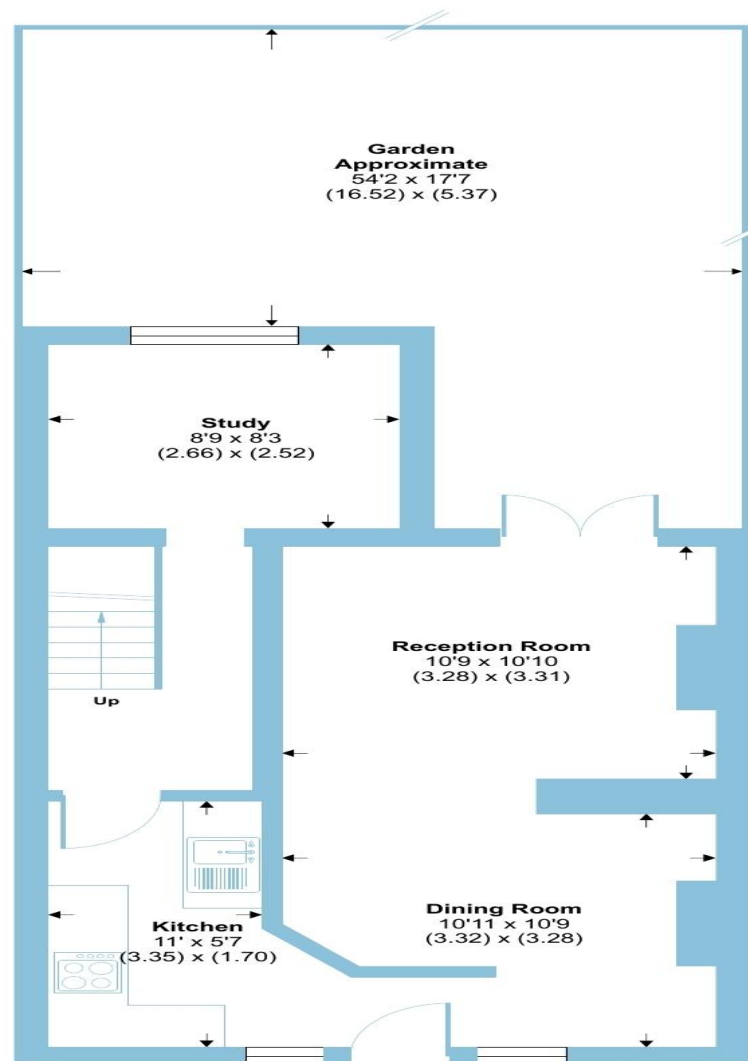 Garden
Approximate
54'2 x 17'7
(16.52) x (5.37)
Study
8'9 x 8'3
(2.66) x (2.52)
Reception Room
10'9 x 10'10
(3.28) x (3.31)
Up
Dining Room
10'11 x 10'9
(3.32) x (3.28)
Kitchen
11' x 5'7
(3.35) x (1.70)